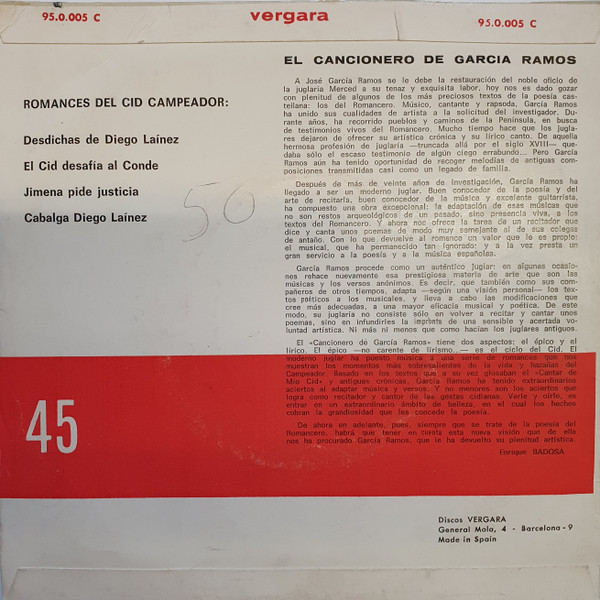 95.0.005 C
vergara
95.0.005 C
EL CANCIONERO DE GARCIA RAMOS
ROMANCES DEL CID CAMPEADOR:
Desdichas de Diego Laínez
El Cid desafía al Conde
Jimena pide justicia
Cabalga Diego Laínez
50
A José García Ramos se le debe la restauración del noble oficio de
la juglaría Merced a su tenaz y exquisita labor, hoy nos es dado gozar
con plenitud de algunos de los más preciosos textos de la poesía cas-
tellana: los del Romancero. Músico, cantante y rapsoda, García Ramos
ha unido sus cualidades de artista a la solicitud del investigador. Du-
rante años, ha recorrido pueblos y caminos de la Península, en busca
de testimonios vivos del Romancero. Mucho tiempo hace que los jugla-
res dejaron de ofrecer su artística crónica y su lírico canto. De aquella
hermosa profesión de juglaría —truncada allá por el siglo XVIII— que-
daba sólo el escaso testimonio de algún ciego errabundo... Pero García
Ramos aún ha tenido oportunidad de recoger melodías de antiguas com-
posiciones transmitidas casi como un legado de familia.
Después de más de veinte años de investigación, García Ramos ha
llegado a ser un moderno juglar. Buen conocedor de la poesía y del
arte de recitarla, buen conocedor de la música y excelente guitarrista,
ha compuesto una obra excepcional: la adaptación de esas músicas que
no son restos arqueológicos de un pasado, sino presencia viva, a los
textos del Romancero. Y ahora nos ofrece la tarea de un recitador que
dice y canta unos poemas de modo muy semejante al de sus colegas
de antaño. Con lo que devuelve al romance un valor que le es propio:
el musical, que ha permanecido tan ignorado; y a la vez presta un
gran servicio a la poesía y a la música españolas.
García Ramos procede como un auténtico juglar: en algunas ocasio-
nes rehace nuevamente esa prestigiosa materia de arte que son las
músicas y los versos anónimos. Es decir, que también como sus com-
pañeros de otros tiempos, adapta —según una visión personal— los tex-
tos poéticos a los musicales, y lleva a cabo las modificaciones que
cree más adecuadas, a una mayor eficacia musical y poética. De este
modo, su juglaría no consiste sólo en volver a recitar y cantar unos
poemas, sino en infundirles la impronta de una sensible y acertada vo-
luntad artística. Ni más ni menos que como hacían los juglares antiguos.
El «Cancionero de García Ramos» tiene dos aspectos: el épico y el
lírico. El épico —no carente de lirismo...— es el ciclo del Cid. El
moderno juglar ha puesto música a una serie de romances que nos
muestran los momentos más sobresalientes de la vida y hazañas del
Campeador. Basado en los textos que a su vez glosaban el «Cantar de
Mío Cid» y antiguas crónicas, García Ramos ha tenido extraordinarios
aciertos al adaptar música y versos. Y no menores son los aciertos que
logra como recitador y cantor de las gestas cidianas. Verle y oírle, es
entrar en un extraordinario ámbito de belleza, en el cual los hechos
cobran la grandiosidad que les concede la poesía.
De ahora en adelante, pues, siempre que se trate de la poesía del
Romancero, habrá que tener en cuenta esta nueva visión que de ella
nos ha procurado García Ramos, que le ha devuelto su plenitud artística.
Enrique BADOSA
45
Discos VERGARA
General Mola, 4 - Barcelona - 9
Made in Spain